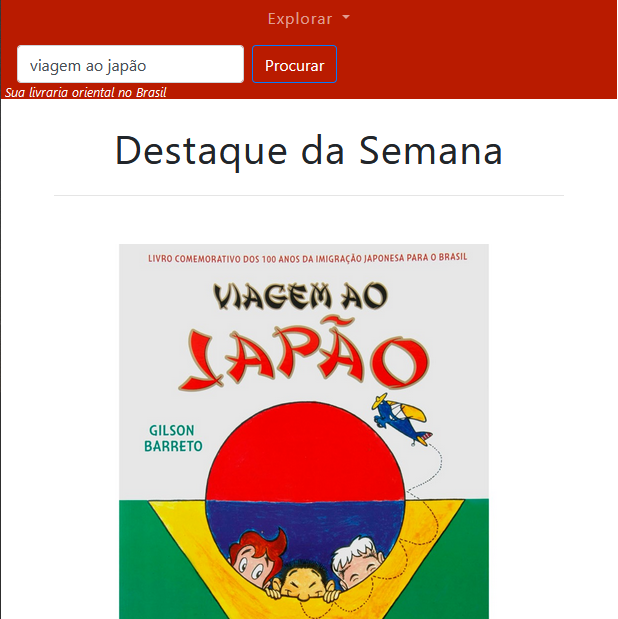 Explorar
viagem ao japão
Procurar
Sua livraria oriental no Brasil
Destaque da Semana
LIVRO COMEMORATIVO DOS 100 ANOS DA IMIGRAÇÃO JAPONESA PARA O BRASIL
VIAGEM AO
JAPÃO
GILSON
BARRETO